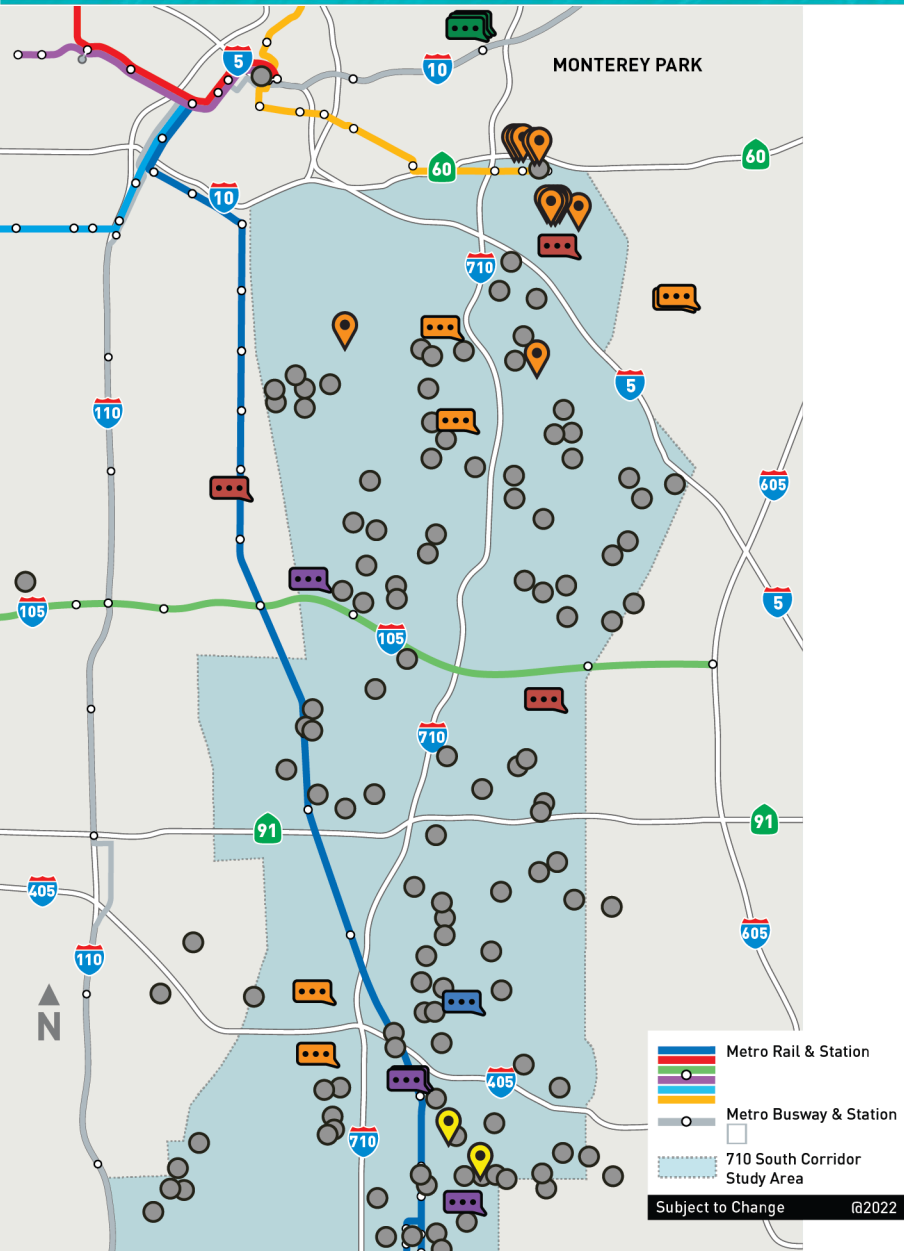 5
10
MONTEREY PARK
60
60
10
710
5
110
605
105
5
105
710
91
91
405
605
110
N
405
710
Metro Rail & Station
Metro Busway & Station
710 South Corridor
Study Area
Subject to Change @2022